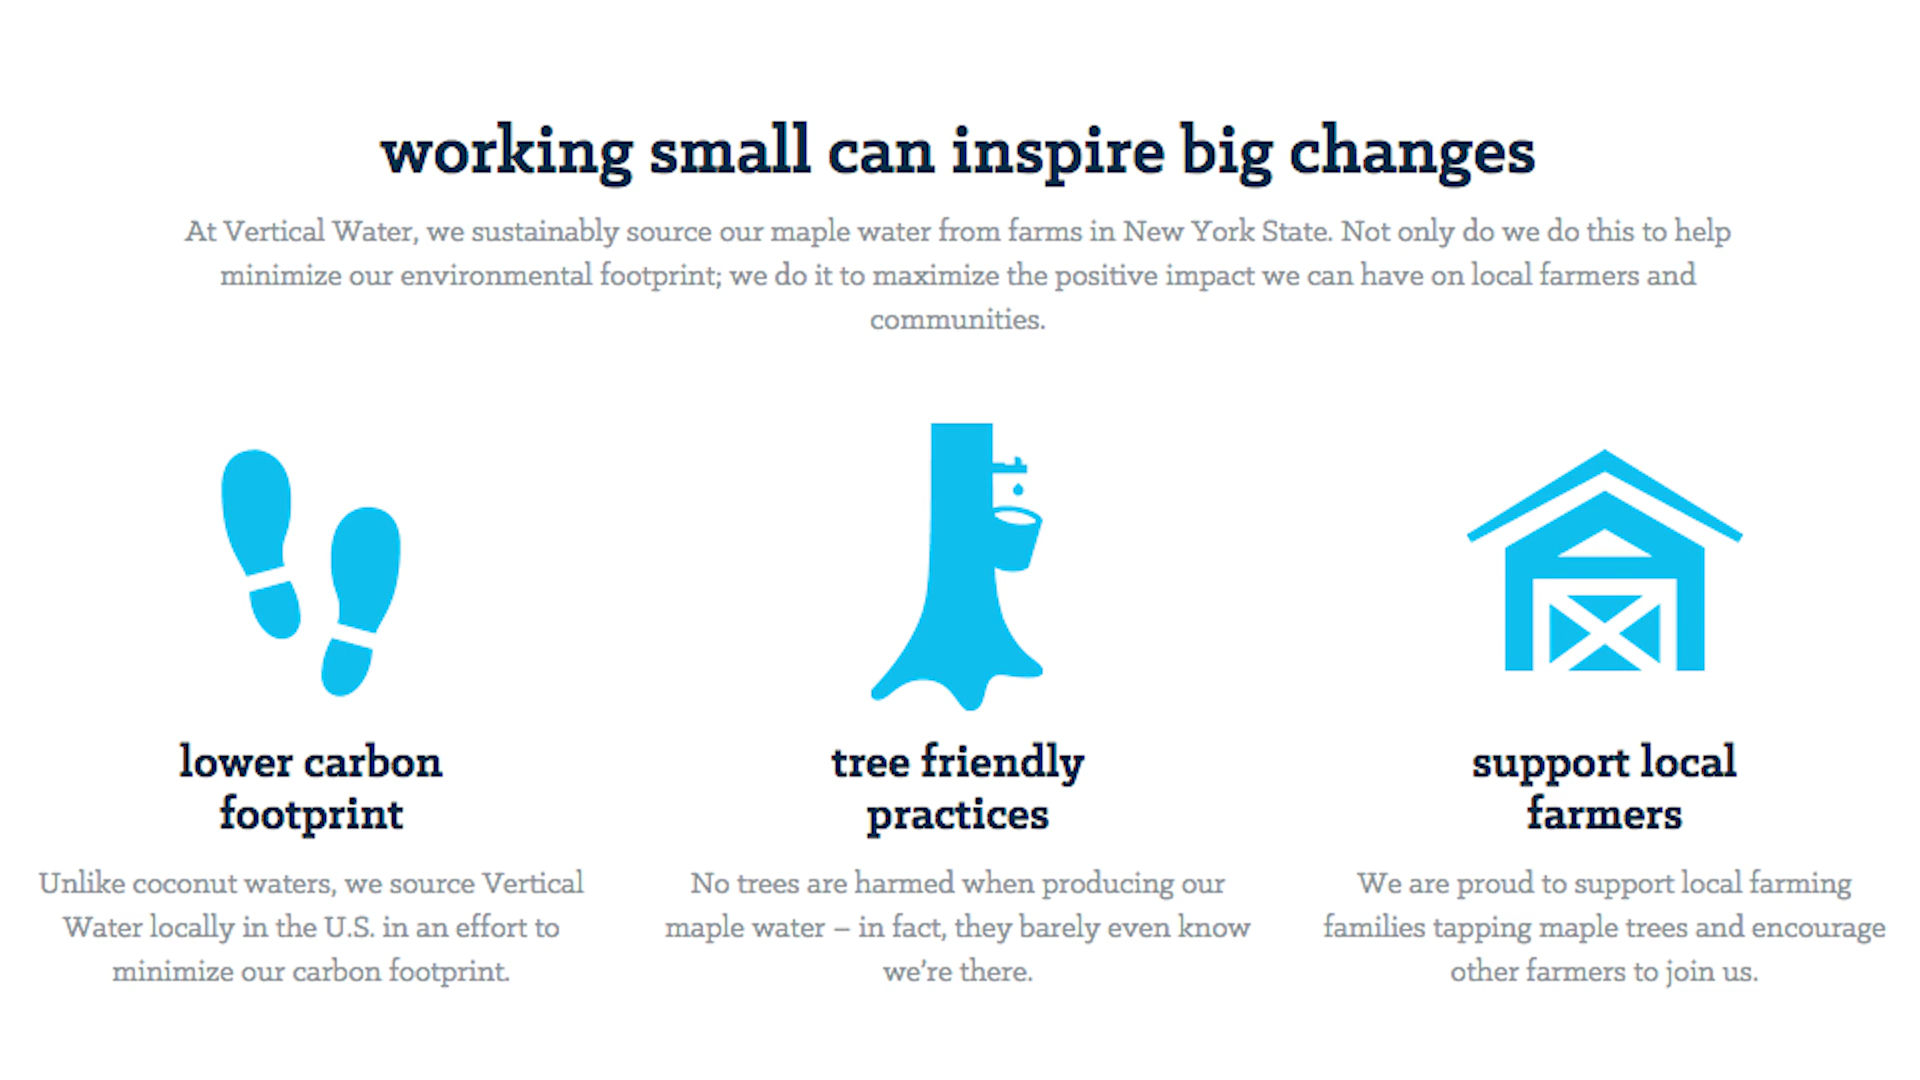 working small can inspire big changes
At Vertical Water, we sustainably source our maple water from farms in New York State. Not only do we do this to help
minimize our environmental footprint; we do it to maximize the positive impact we can have on local farmers and
communities.
lower carbon
footprint
Unlike coconut waters, we source Vertical
Water locally in the U.S. in an effort to
minimize our carbon footprint.
tree friendly
practices
No trees are harmed when producing our
maple water – in fact, they barely even know
we’re there.
support local
farmers
We are proud to support local farming
families tapping maple trees and encourage
other farmers to join us.